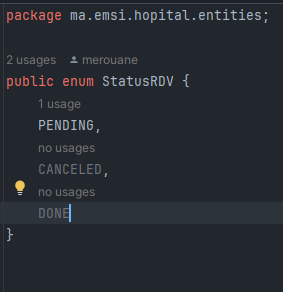 package ma.emsi.hopital.entities;
2 usages merouane
public enum StatusRDV {
1 usage
PENDING,
no usages
CANCELED,
no usages
DONE
}